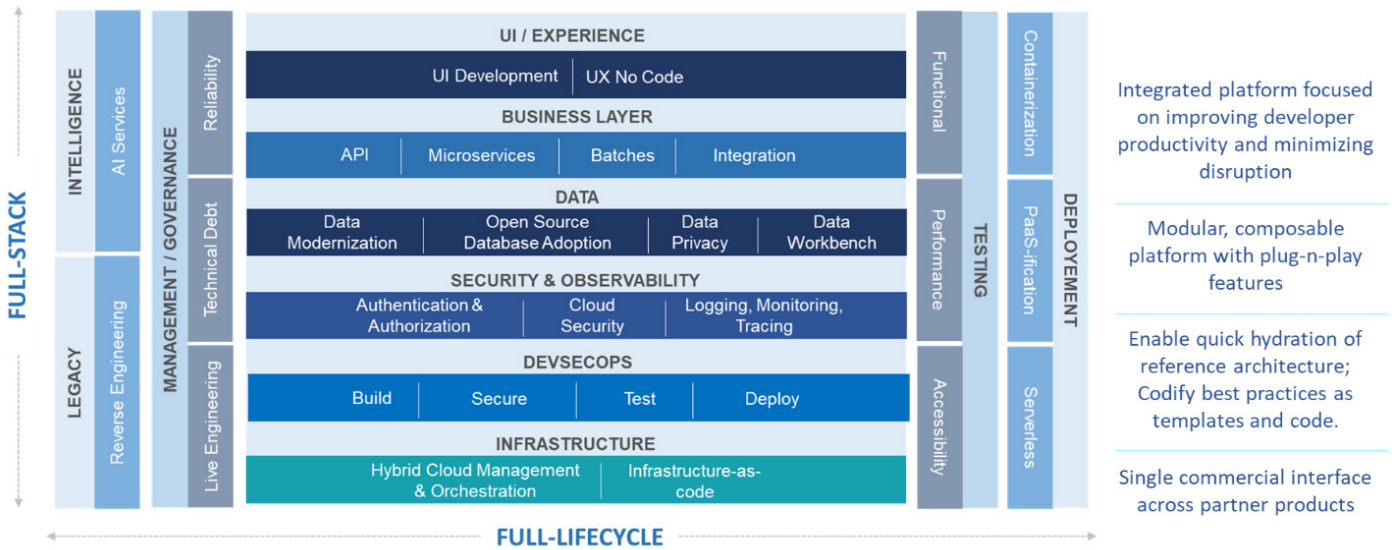 FULL-STACK
INTELLIGENCE
LEGACY
AI Services
Reverse Engineering
MANAGEMENT / GOVERNANCE
Reliability
Technical Debt
Live Engineering
UI / EXPERIENCE
UI Development
UX No Code
BUSINESS LAYER
API
Microservices
Batches
Integration
DATA
Data
Modernization
Open Source
Database Adoption
Data
Privacy
Data
Workbench
SECURITY & OBSERVABILITY
Authentication &
Authorization
Cloud
Security
Logging, Monitoring,
Tracing
DEVSECOPS
Build
Secure
Test
Deploy
INFRASTRUCTURE
Hybrid Cloud Management
& Orchestration
Infrastructure-as-
code
Functional
Performance
Accessibility
TESTING
Containerization
PaaS-ification
Serverless
DEPLOYEMENT
Integrated platform focused
on improving developer
productivity and minimizing
disruption
Modular, composable
platform with plug-n-play
features
Enable quick hydration of
reference architecture;
Codify best practices as
templates and code.
Single commercial interface
across partner products
FULL-LIFECYCLE